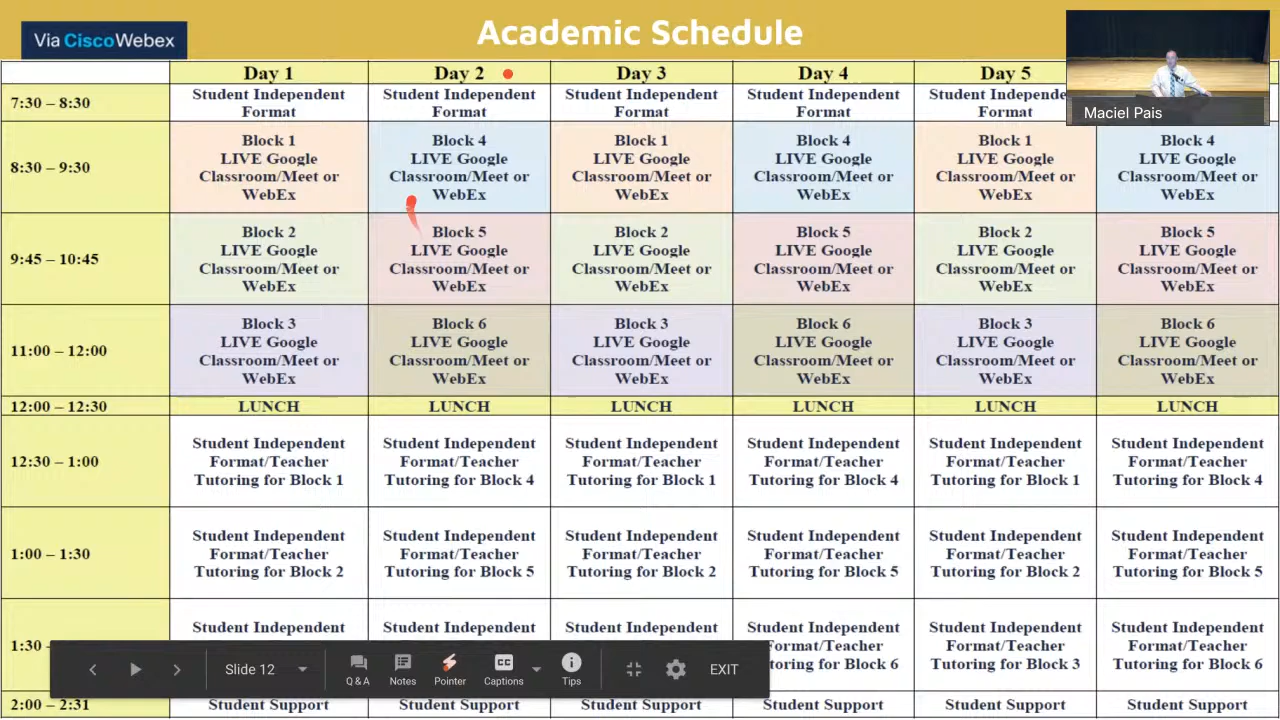 Via CiscoWebex
Academic Schedule
Maciel Pais
Day 1 Day 2 Day 3 Day 4 Day 5
7:30 – 8:30
Student Independent Student Independent Student Independent Student Independent Student Indepe
Format Format Format Format Format
8:30 – 9:30
Block 1 Block 4 Block 1 Block 4 Block 1 Block 4
LIVE Google LIVE Google LIVE Google LIVE Google LIVE Google LIVE Google
Classroom/Meet or Classroom/Meet or Classroom/Meet or Classroom/Meet or Classroom/Meet or Classroom/Meet or
WebEx WebEx WebEx WebEx WebEx WebEx
9:45 – 10:45
Block 2 Block 5 Block 2 Block 5 Block 2 Block 5
LIVE Google LIVE Google LIVE Google LIVE Google LIVE Google LIVE Google
Classroom/Meet or Classroom/Meet or Classroom/Meet or Classroom/Meet or Classroom/Meet or Classroom/Meet or
WebEx WebEx WebEx WebEx WebEx WebEx
11:00 – 12:00
Block 3 Block 6 Block 3 Block 6 Block 3 Block 6
LIVE Google LIVE Google LIVE Google LIVE Google LIVE Google LIVE Google
Classroom/Meet or Classroom/Meet or Classroom/Meet or Classroom/Meet or Classroom/Meet or Classroom/Meet or
WebEx WebEx WebEx WebEx WebEx WebEx
12:00 – 12:30 LUNCH LUNCH LUNCH LUNCH LUNCH LUNCH
12:30 – 1:00
Student Independent Student Independent Student Independent Student Independent Student Independent Student Independent
Format/Teacher Format/Teacher Format/Teacher Format/Teacher Format/Teacher Format/Teacher
Tutoring for Block 1 Tutoring for Block 4 Tutoring for Block 1 Tutoring for Block 4 Tutoring for Block 1 Tutoring for Block 4
1:00 – 1:30
Student Independent Student Independent Student Independent Student Independent Student Independent Student Independent
Format/Teacher Format/Teacher Format/Teacher Format/Teacher Format/Teacher Format/Teacher
Tutoring for Block 2 Tutoring for Block 5 Tutoring for Block 2 Tutoring for Block 5 Tutoring for Block 2 Tutoring for Block 5
1:30 –
Student Independent Student Independent Student Independent Student Independent Student Independent Student Independent
Format/Teacher Format/Teacher Format/Teacher
toring for Block 6 Tutoring for Block 3 Tutoring for Block 6
Slide 12 Q & A Notes Pointer CC Captions Tips EXIT
2:00 – 2:31 Student Support Student Support Student Support Student Support Student Support Student Support